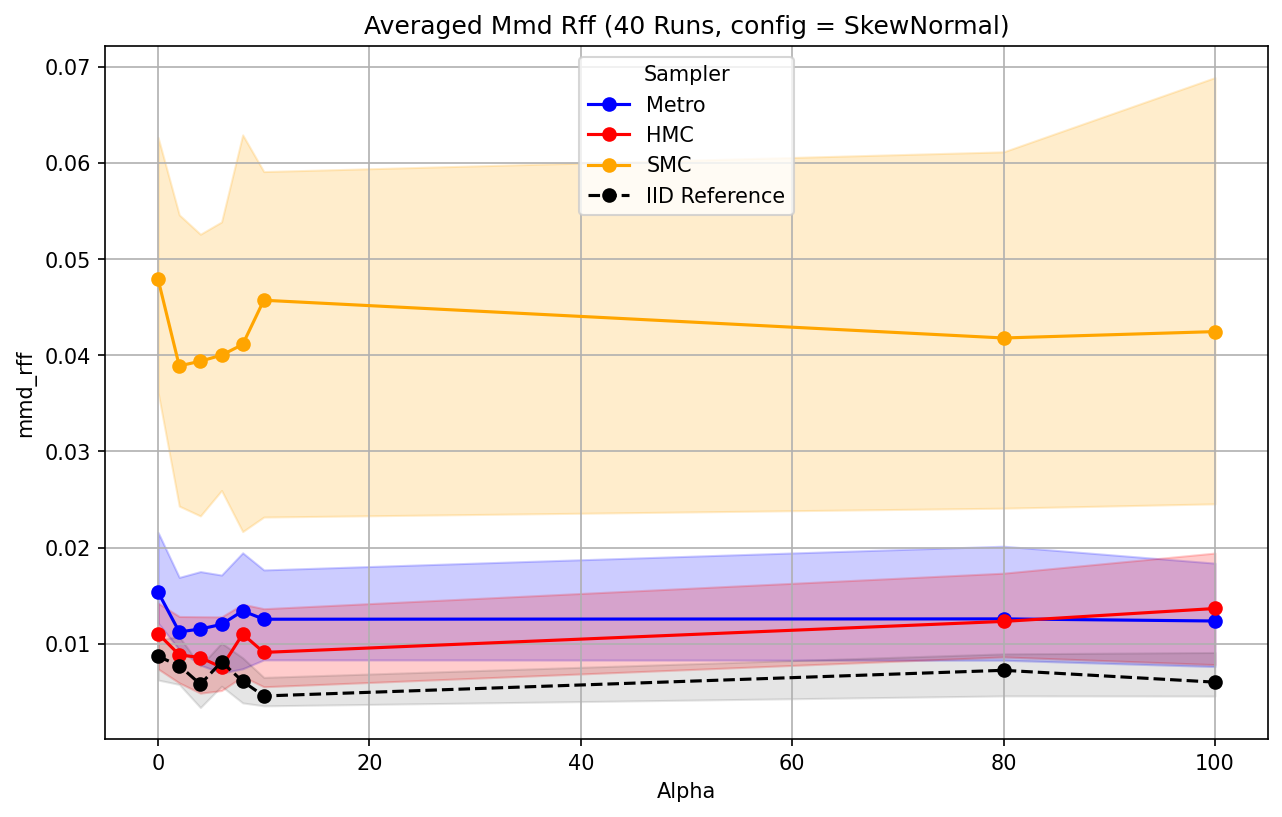 Averaged Mmd Rff (40 Runs, config = SkewNormal)
Sampler
Metro
HMC
SMC
IID Reference
mmd_rff
0.07
0.06
0.05
0.04
0.03
0.02
0.01
0 20 40 60 80 100
Alpha